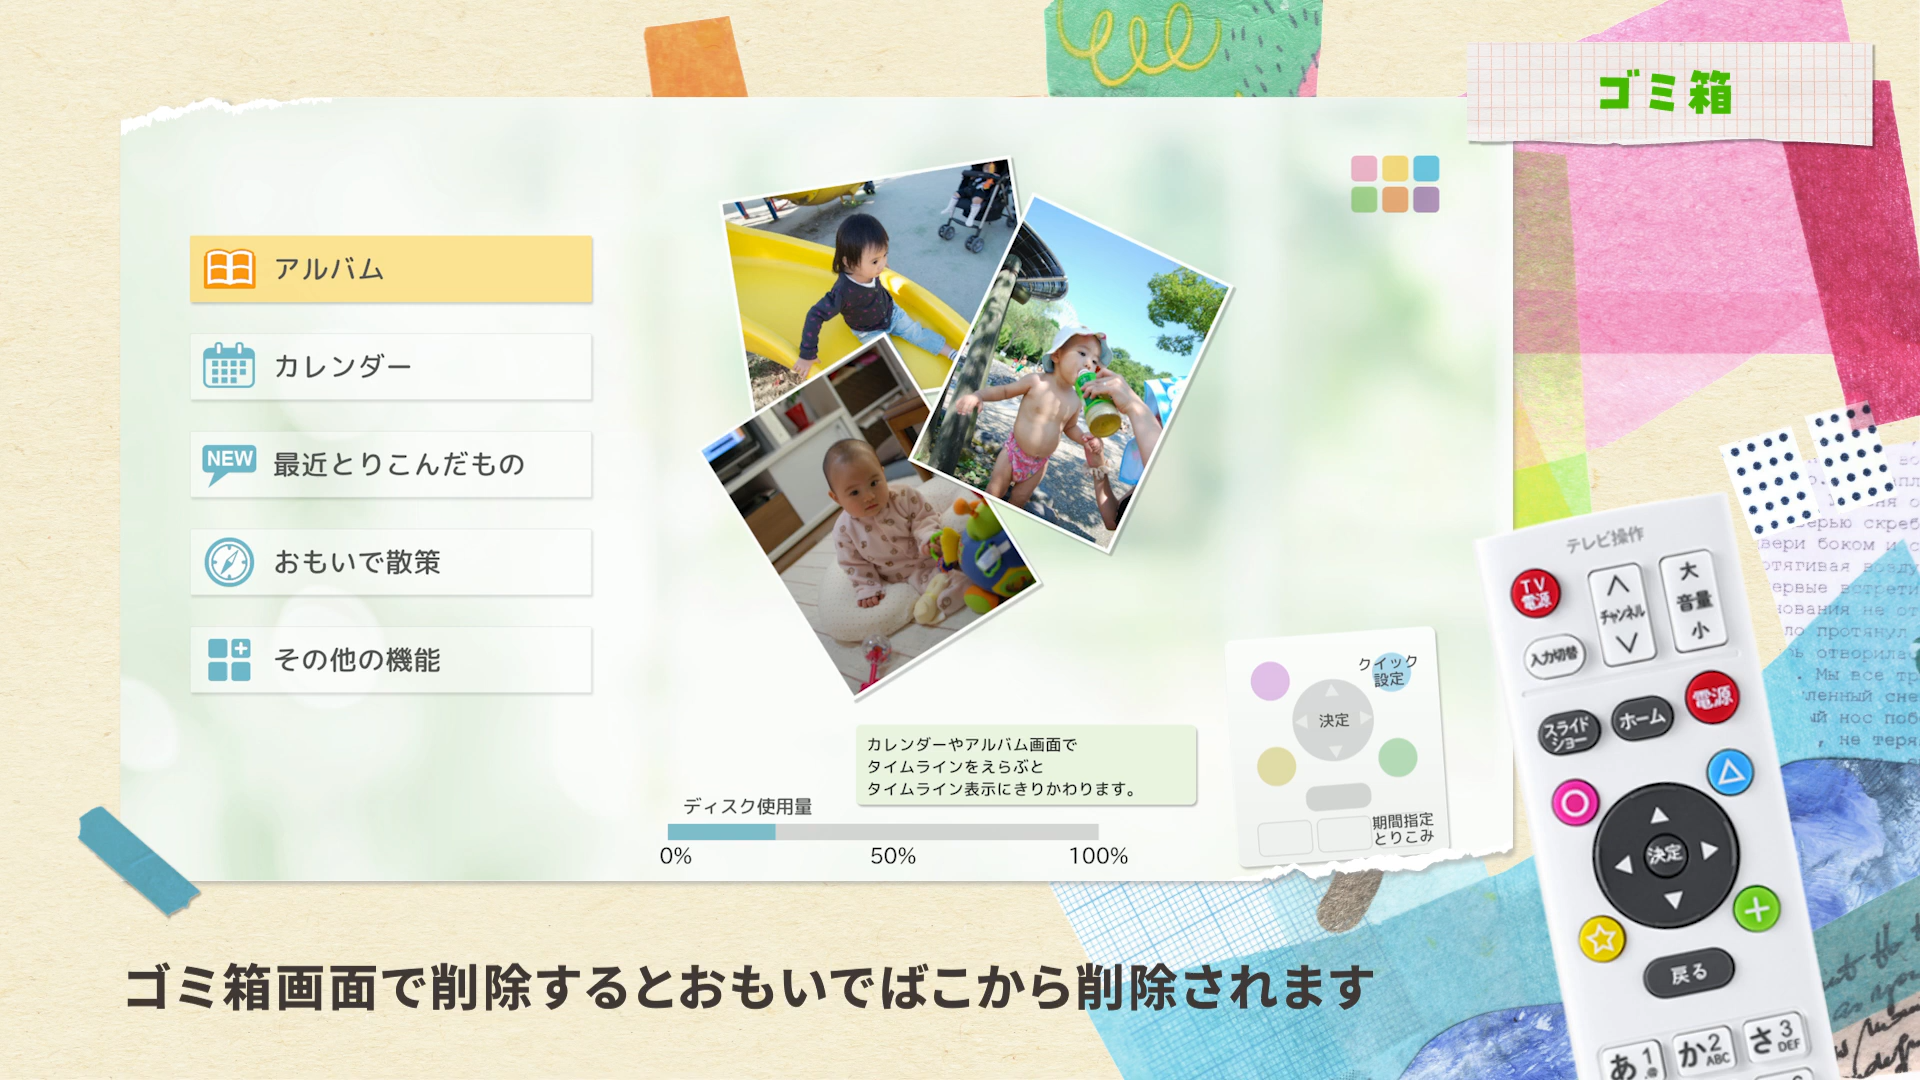 ゴミ箱
アルバム
カレンダー
NEW
最近とりこんだもの
おもいで散策
その他の機能
クイック
設定
決定
期間指定
とりこみ
カレンダーやアルバム画面で
タイムラインをえらぶと
タイムライン表示にきりかわります。
ディスク使用量
0%
50%
100%
ゴミ箱画面で削除するとおもいでばこから削除されます
テレビ操作
TV
電源
チャンネル
大
音量
小
入力切替
電源
スライド
ショー
ホーム
決定
戻る
あ 1 .@
か 2 ABC
さ 3 DEF